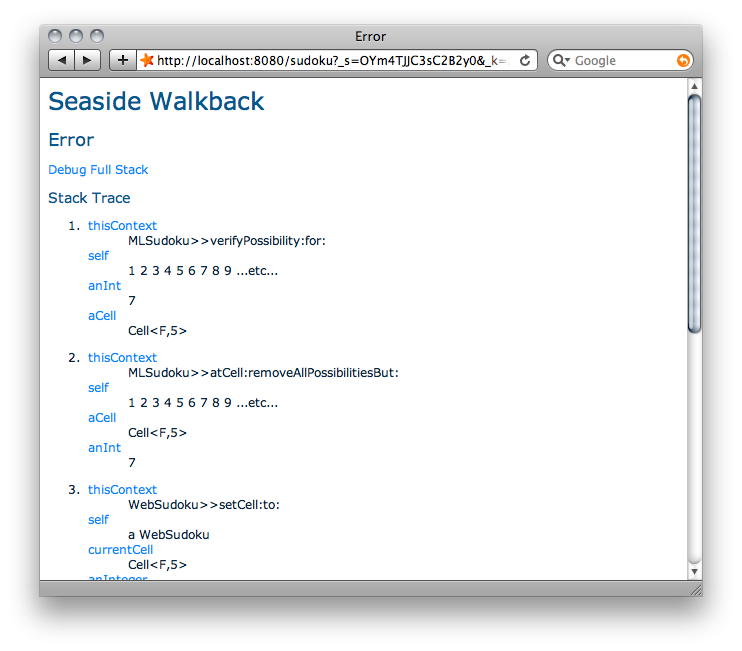 Error
http://localhost:8080/sudoku?_s=OYm4TJJC3sC2B2y0&_k=
Google
Seaside Walkback
Error
Debug Full Stack
Stack Trace
1. thisContext
MLSudoku>>verifyPossibility:for:
self
1 2 3 4 5 6 7 8 9 ...etc...
anInt
7
aCell
Cell<F,5>
2. thisContext
MLSudoku>>atCell:removeAllPossibilitiesBut:
self
1 2 3 4 5 6 7 8 9 ...etc...
aCell
Cell<F,5>
anInt
7
3. thisContext
WebSudoku>>setCell:to:
self
a WebSudoku
currentCell
Cell<F,5>
anInteger